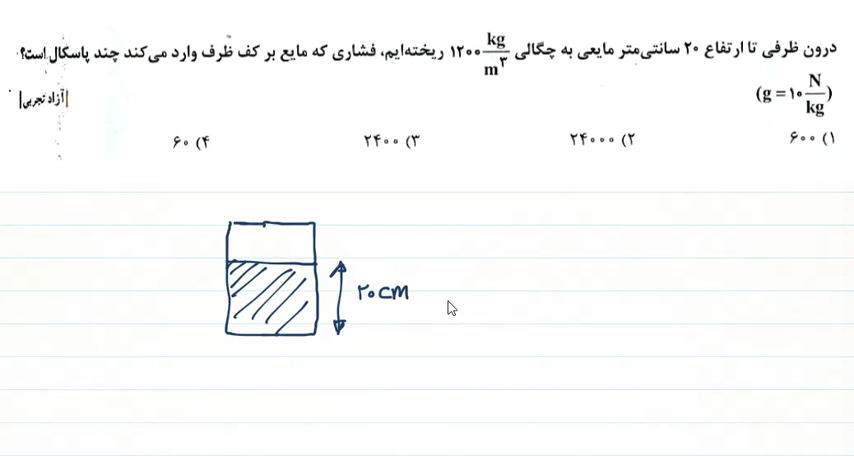 درون ظرفی تا ارتفاع ۲۰ سانتی‌متر مایعی به چگالی ۱۲۰۰ kg/m³ ریخته‌ایم، فشاری که مایع بر کف ظرف وارد می‌کند چند پاسکال است؟
(g = ۱۰ N/kg) |آزاد تجربی|
۱) ۶۰۰ ۲) ۲۴۰۰۰ ۳) ۲۴۰۰ ۴) ۶۰
۲۰ cm